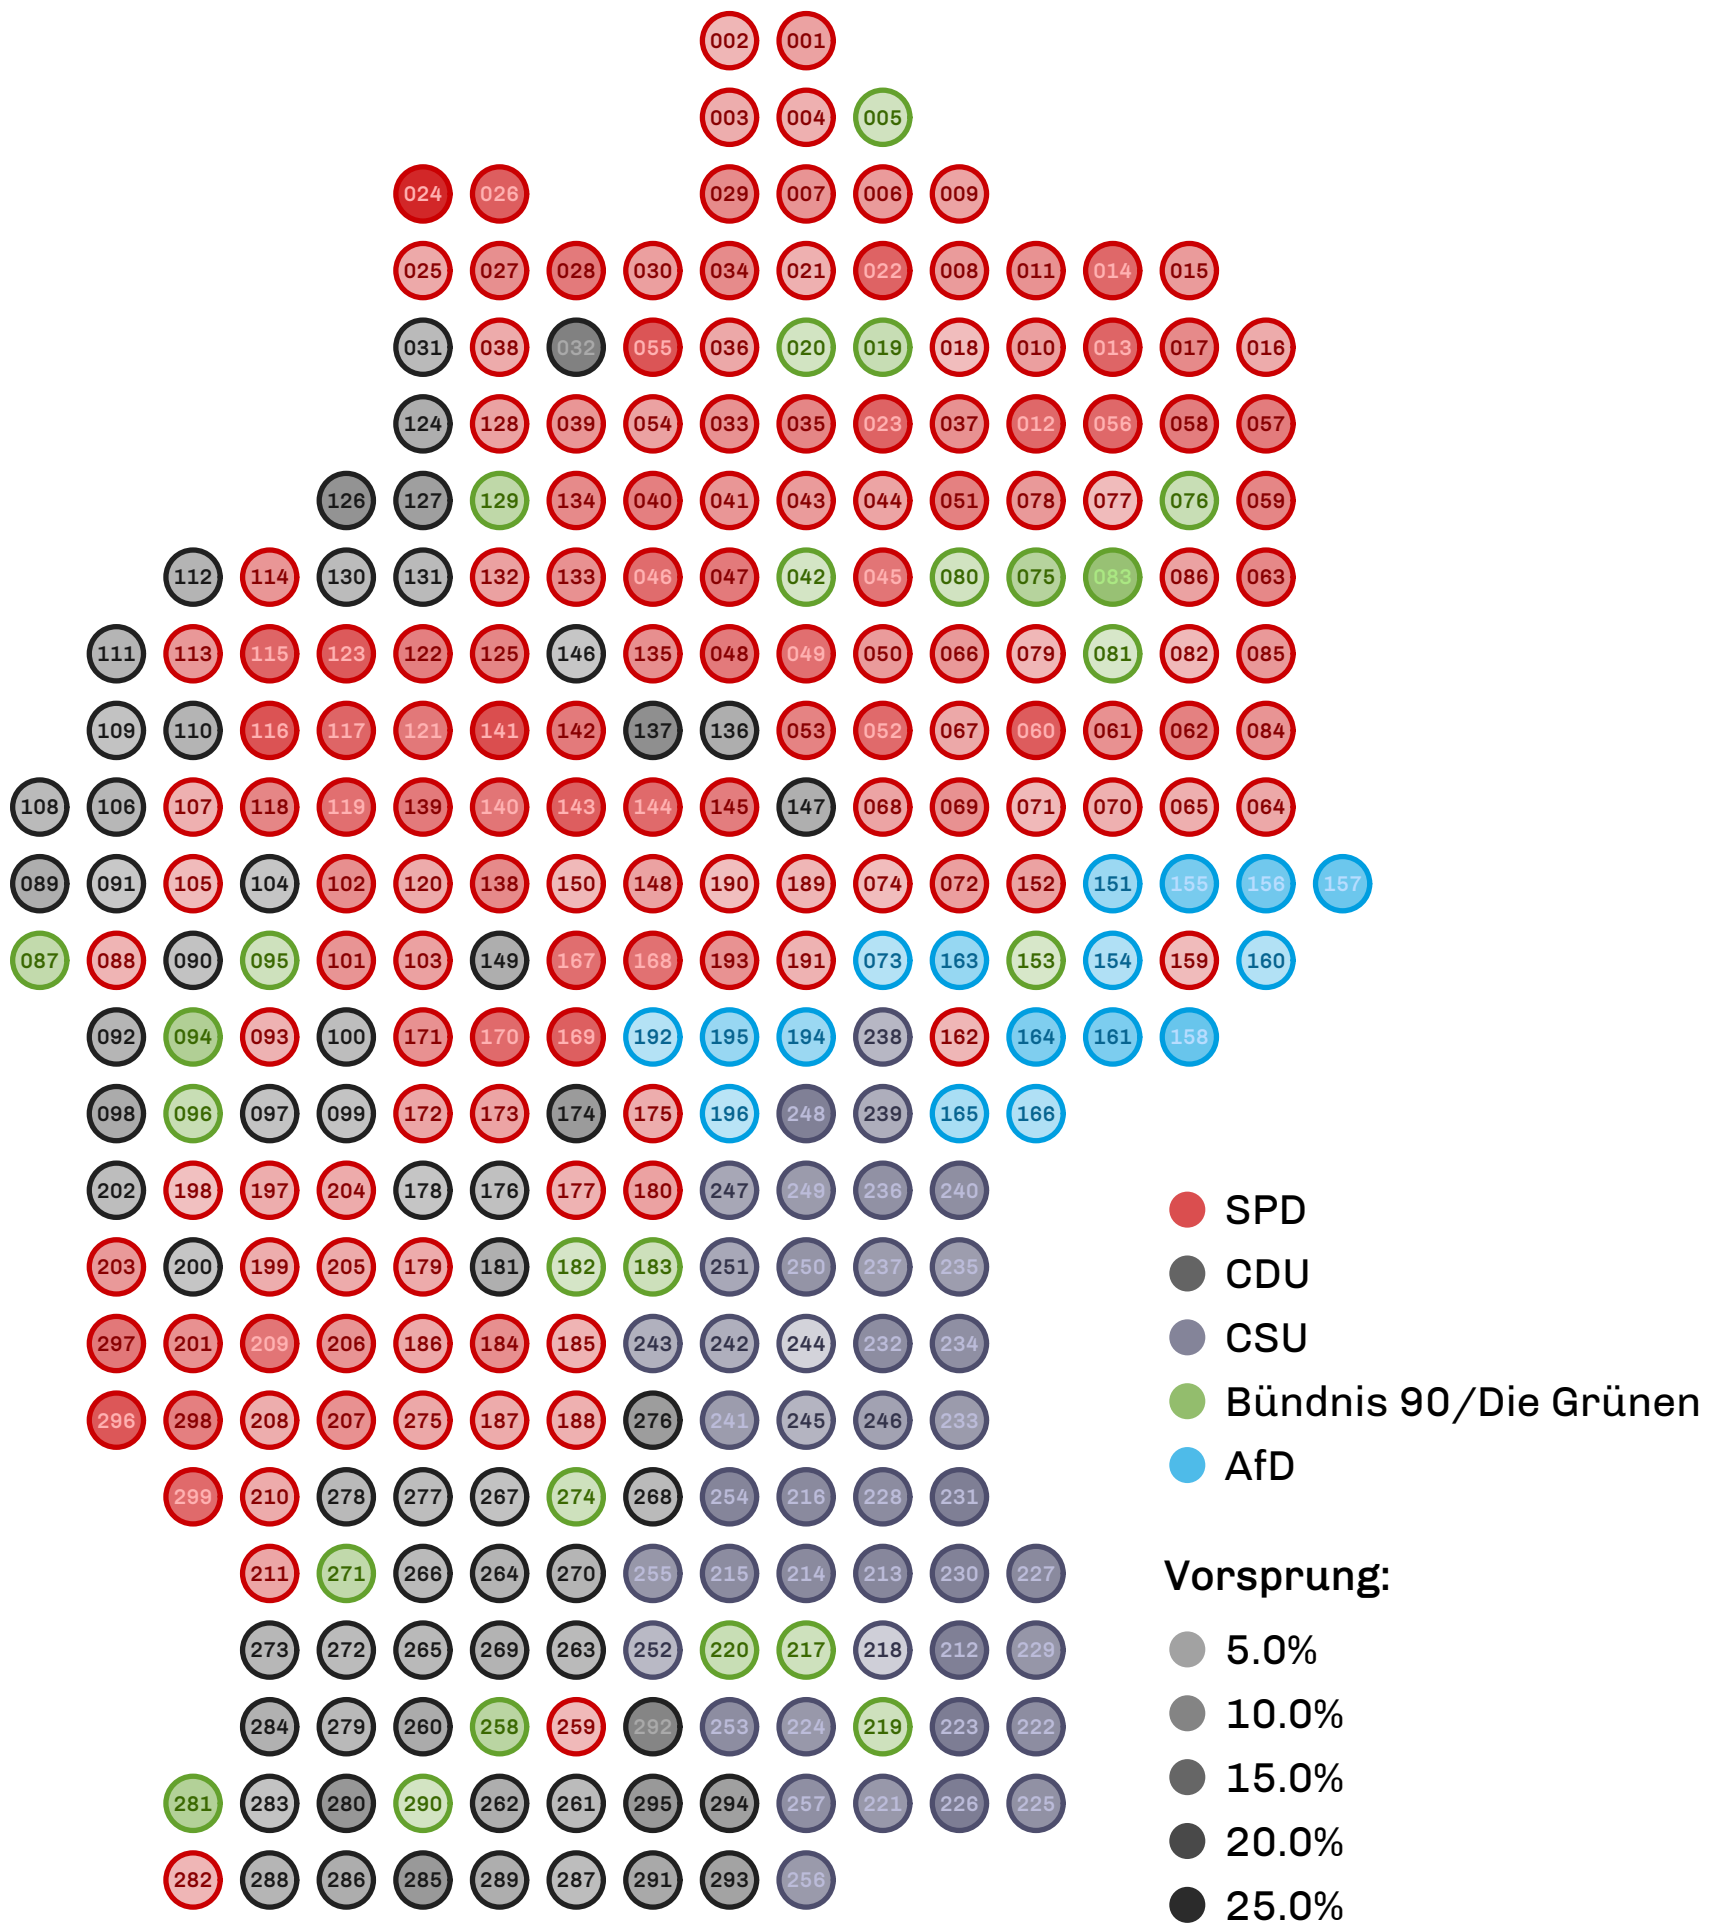 002 001
003 004 005
024 026 029 007 006 009
025 027 028 030 034 021 022 008 011 014 015
031 038 032 055 036 020 019 018 010 013 017 016
124 128 039 054 033 035 023 037 012 056 058 057
126 127 129 134 040 041 043 044 051 078 077 076 059
112 114 130 131 132 133 046 047 042 045 080 075 083 086 063
111 113 115 123 122 125 146 135 048 049 050 066 079 081 082 085
109 110 116 117 121 141 142 137 136 053 052 067 060 061 062 084
108 106 107 118 119 139 140 143 144 145 147 068 069 071 070 065 064
089 091 105 104 102 120 138 150 148 190 189 074 072 152 151 155 156 157
087 088 090 095 101 103 149 167 168 193 191 073 163 153 154 159 160
092 094 093 100 171 170 169 192 195 194 238 162 164 161 158
098 096 097 099 172 173 174 175 196 248 239 165 166
202 198 197 204 178 176 177 180 247 249 236 240
203 200 199 205 179 181 182 183 251 250 237 235
297 201 209 206 186 184 185 243 242 244 232 234
296 298 208 207 275 187 188 276 241 245 246 233
299 210 278 277 267 274 268 254 216 228 231
211 271 266 264 270 255 215 214 213 230 227
273 272 265 269 263 252 220 217 218 212 229
284 279 260 258 259 292 253 224 219 223 222
281 283 280 290 262 261 295 294 257 221 226 225
282 288 286 285 289 287 291 293 256
SPD
CDU
CSU
Bündnis 90/Die Grünen
AfD
Vorsprung:
5.0%
10.0%
15.0%
20.0%
25.0%